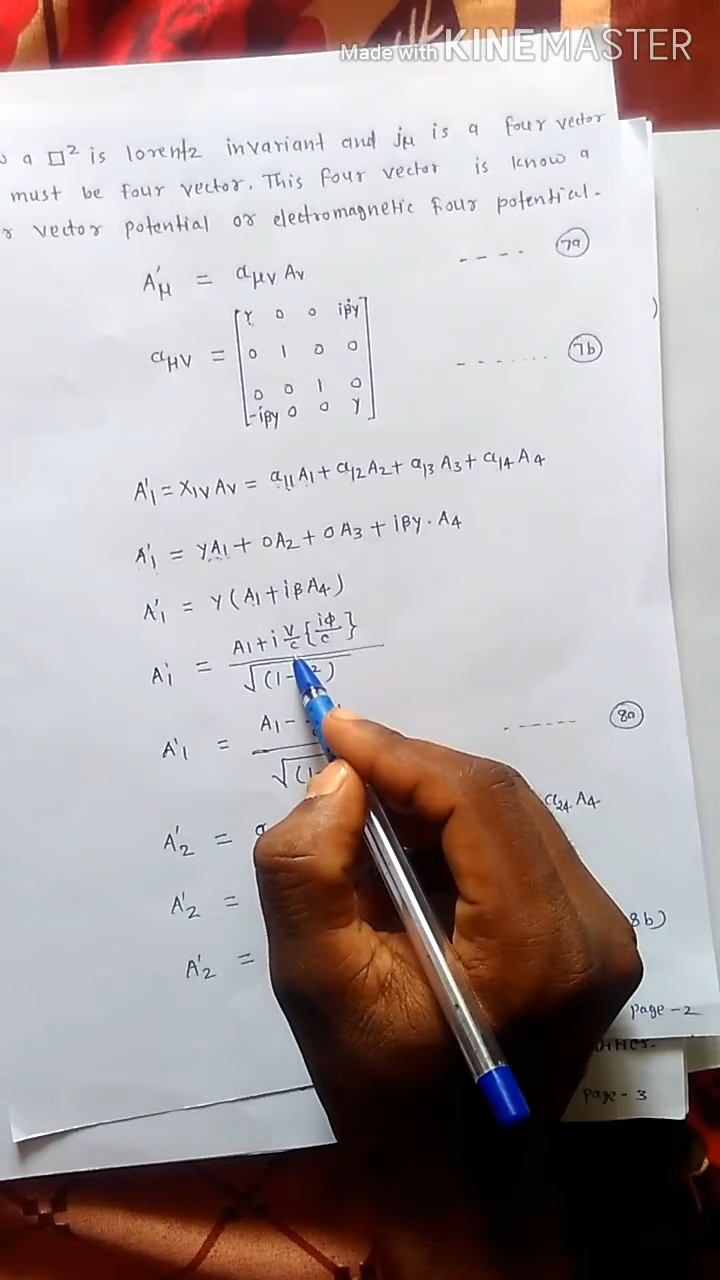 Made with KINEMASTER
a □² is lorentz invariant and jμ is a four vector
must be four vector. This four vector is know a
vector potential or electromagnetic four potential.
A'μ = aμν Aν ---- (7a)
aμν = [γ 0 0 iβγ
0 1 0 0
0 0 1 0
-iβγ 0 0 γ] ------- (7b)
A'1 = X1ν Aν = a11A1 + a12A2 + a13 A3 + a14 A4
A'1 = γA1 + 0A2 + 0A3 + iβγ · A4
A'1 = γ(A1 + iβA4)
A'1 = A1 + i v/c {iφ/c} / √(1- ²)
A'1 = A1 - / √(1- ------ (8a)
A'2 = a24 A4
A'2 =
8b)
A'2 =
page-2
page-3